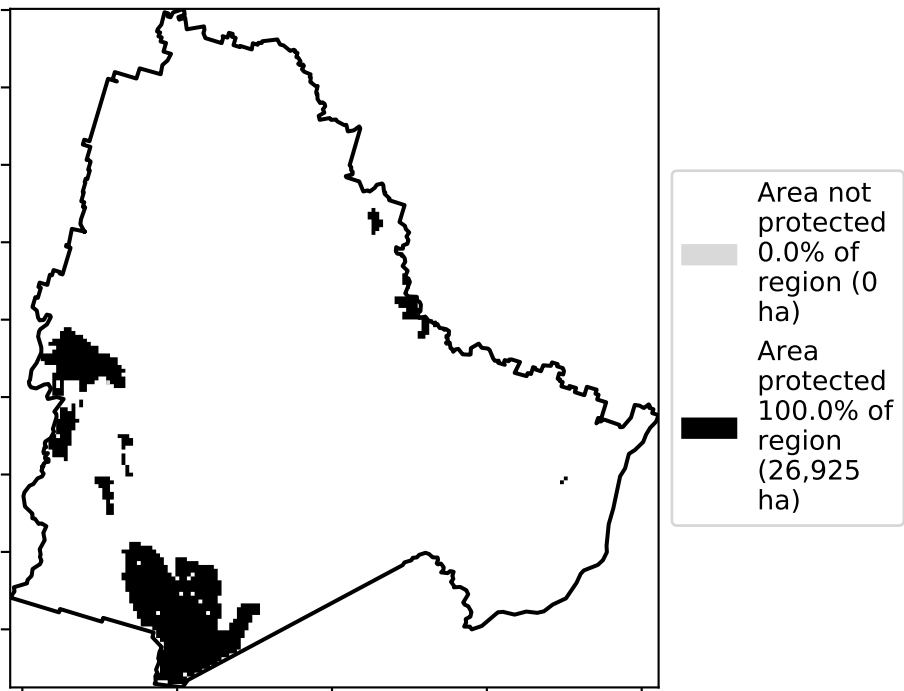 Area not
protected
0.0% of
region (0
ha)
Area
protected
100.0% of
region
(26,925
ha)